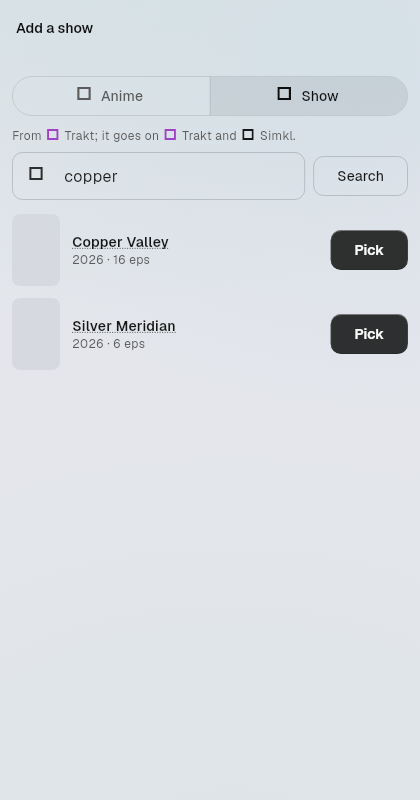 Add a show
Anime
Show
From Trakt; it goes on Trakt and Simkl.
copper
Search
Copper Valley
2026 · 16 eps
Pick
Silver Meridian
2026 · 6 eps
Pick